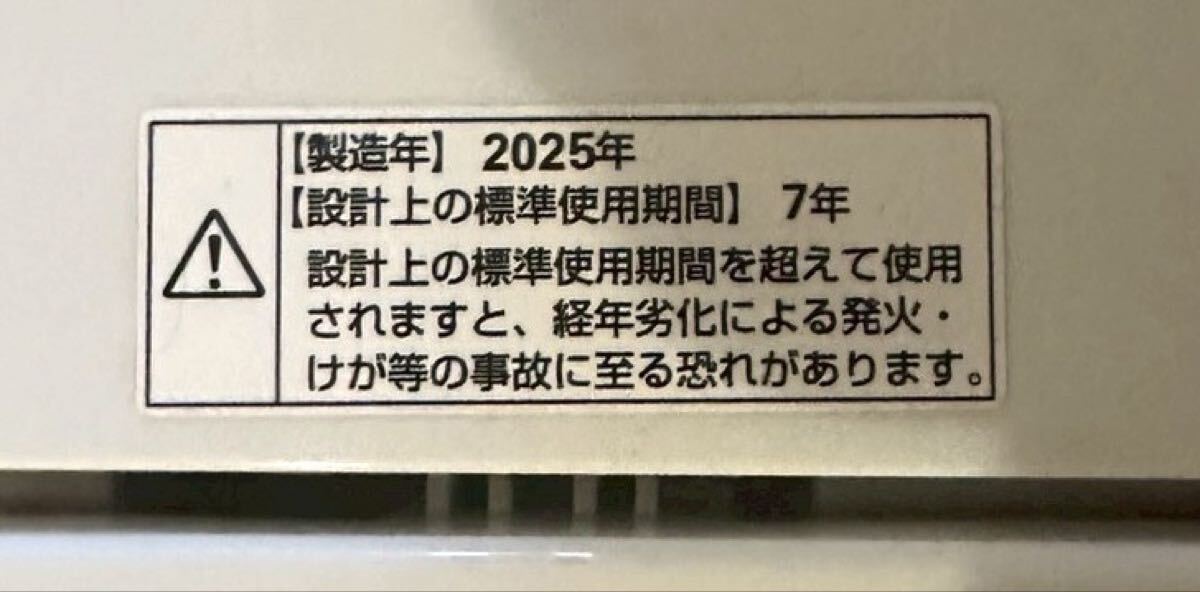 【製造年】 2025年
【設計上の標準使用期間】 7年
設計上の標準使用期間を超えて使用
されますと、経年劣化による発火・
けが等の事故に至る恐れがあります。